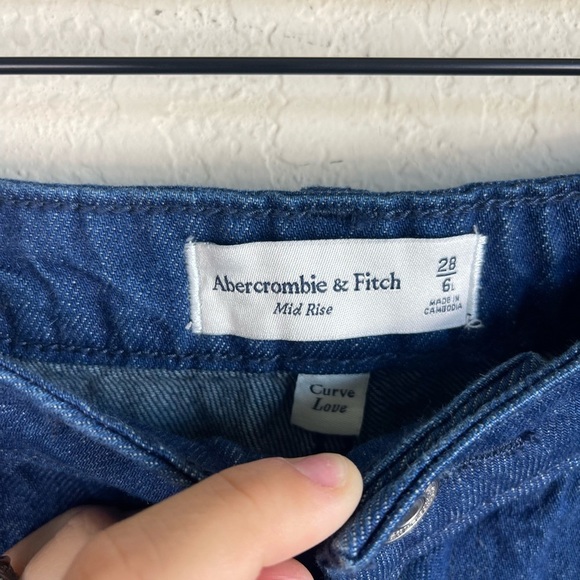 Abercrombie & Fitch
Mid Rise
28
6L
MADE IN
CAMBODIA
Curve
Love